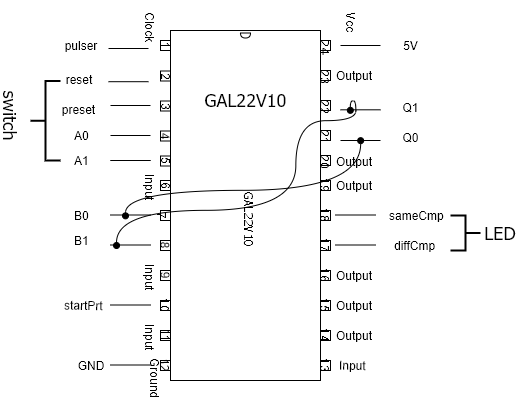 Clock
Vcc
pulser
1
24
5V
reset
2
23
Output
GAL22V10
preset
3
22
Q1
switch
A0
4
21
Q0
A1
5
20
Output
Input
6
19
Output
GAL22V10
B0
7
18
sameCmp
B1
8
17
diffCmp
LED
Input
9
16
Output
startPrt
10
15
Output
Input
11
14
Output
GND
12
13
Input
Ground